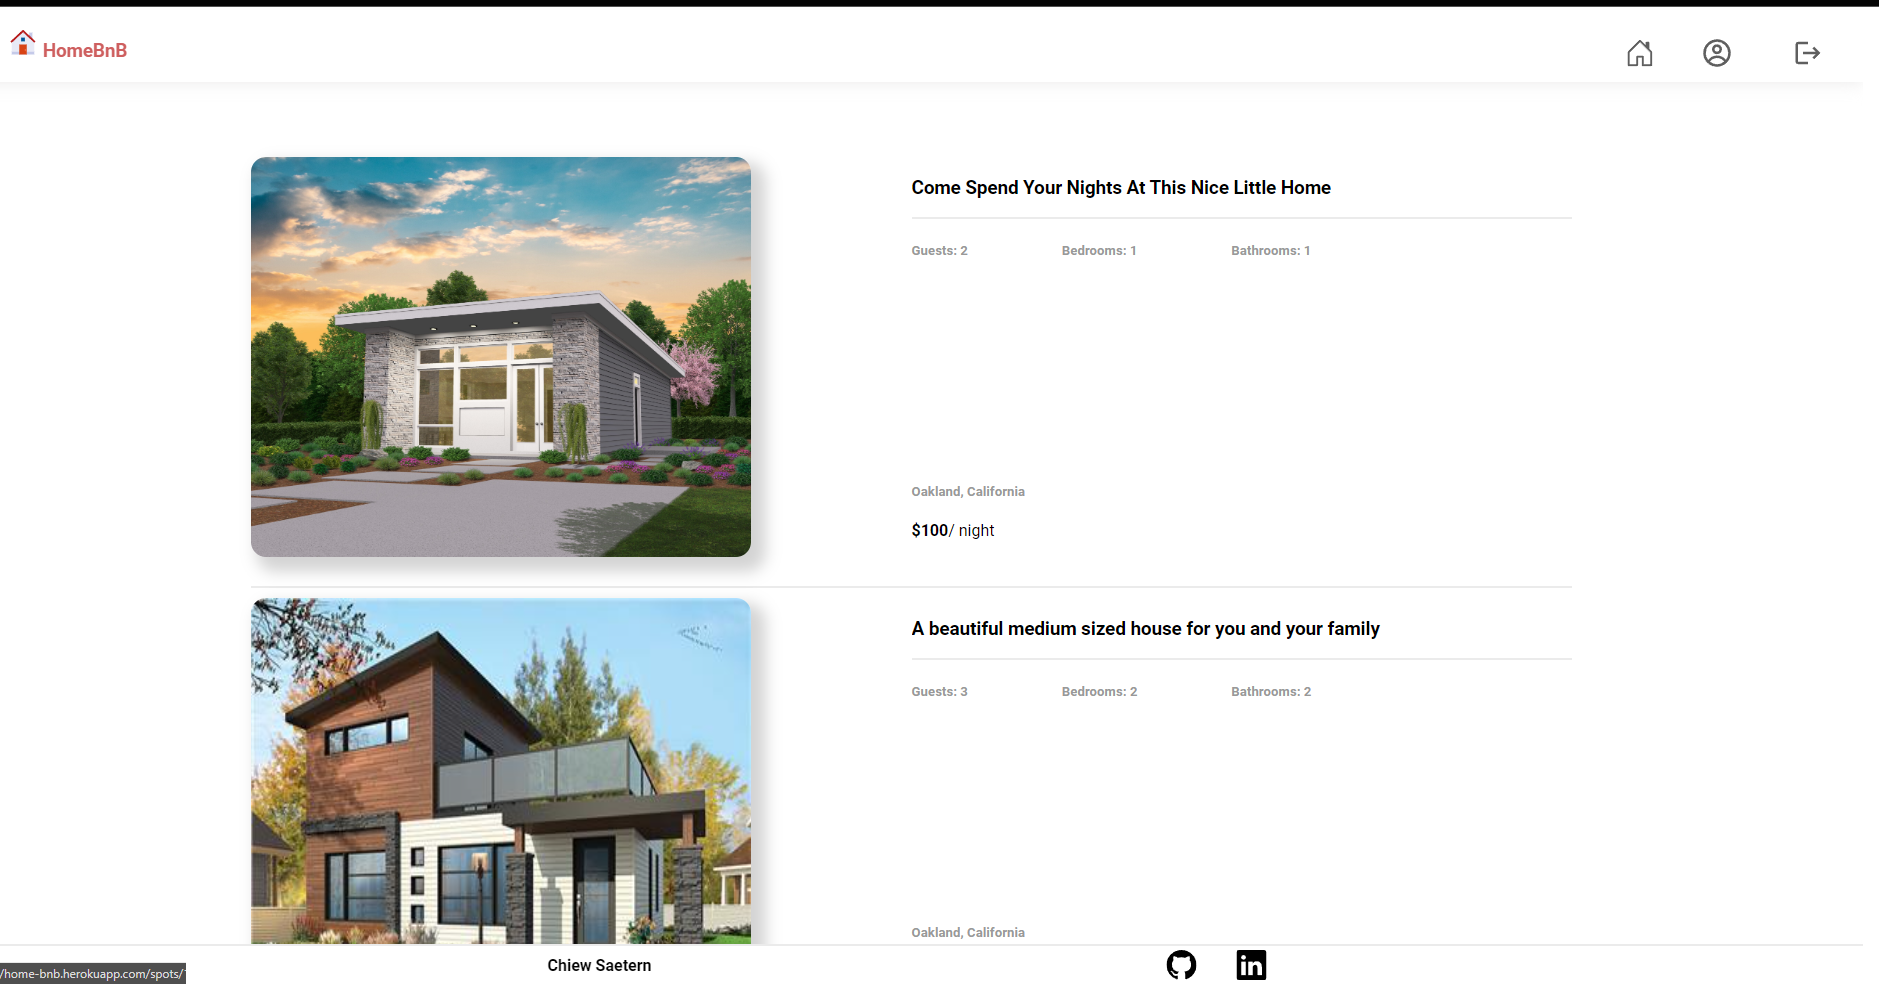 HomeBnB
Come Spend Your Nights At This Nice Little Home
Guests: 2 Bedrooms: 1 Bathrooms: 1
Oakland, California
$100/ night
A beautiful medium sized house for you and your family
Guests: 3 Bedrooms: 2 Bathrooms: 2
Oakland, California
Chiew Saetern
in
/home-bnb.herokuapp.com/spots/